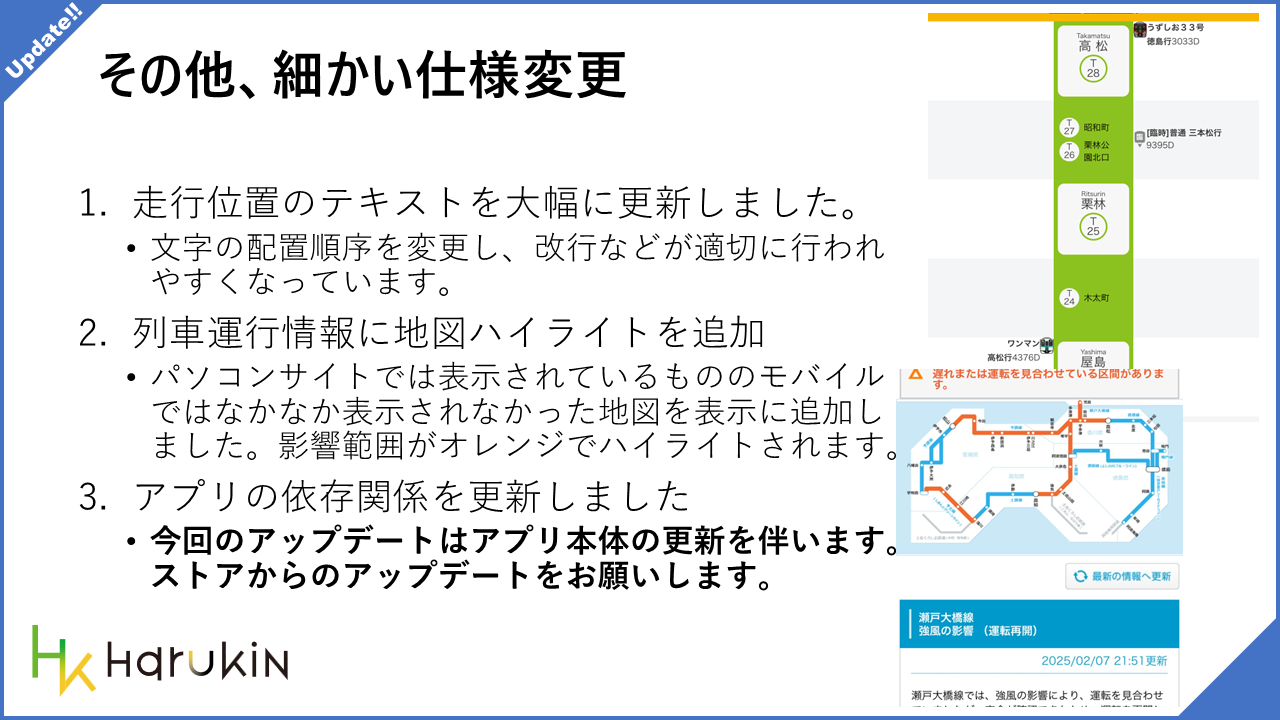 Update!!
その他、細かい仕様変更
1. 走行位置のテキストを大幅に更新しました。
• 文字の配置順序を変更し、改行などが適切に行われ
やすくなっています。
2. 列車運行情報に地図ハイライトを追加
• パソコンサイトでは表示されているもののモバイル
ではなかなか表示されなかった地図を表示に追加し
ました。影響範囲がオレンジでハイライトされます。
3. アプリの依存関係を更新しました
• 今回のアップデートはアプリ本体の更新を伴います。
ストアからのアップデートをお願いします。
HK HarukiN
Takamatsu
高松
T
28
うずしお３３号
徳島行3033D
T
27
昭和町
T
26
栗林公
園北口
臨
[臨時]普通 三本松行
9395D
Ritsurin
栗林
T
25
T
24
木太町
ワンマン
高松行4376D
Yashima
屋島
遅れまたは運転を見合わせている区間がありま
す。
最新の情報へ更新
瀬戸大橋線
強風の影響 （運転再開）
2025/02/07 21:51更新
瀬戸大橋線では、強風の影響により、運転を見合わせ